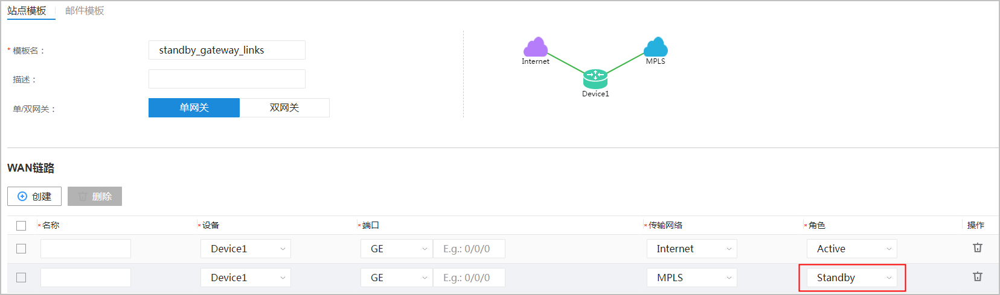 站点模板 邮件模板
* 模板名： standby_gateway_links
描述：
单/双网关： 单网关 双网关
Internet MPLS
Device1
WAN链路
创建 删除
*名称 *设备 *端口 *传输网络 *角色 操作
Device1 GE E.g.: 0/0/0 Internet Active
Device1 GE E.g.: 0/0/0 MPLS Standby